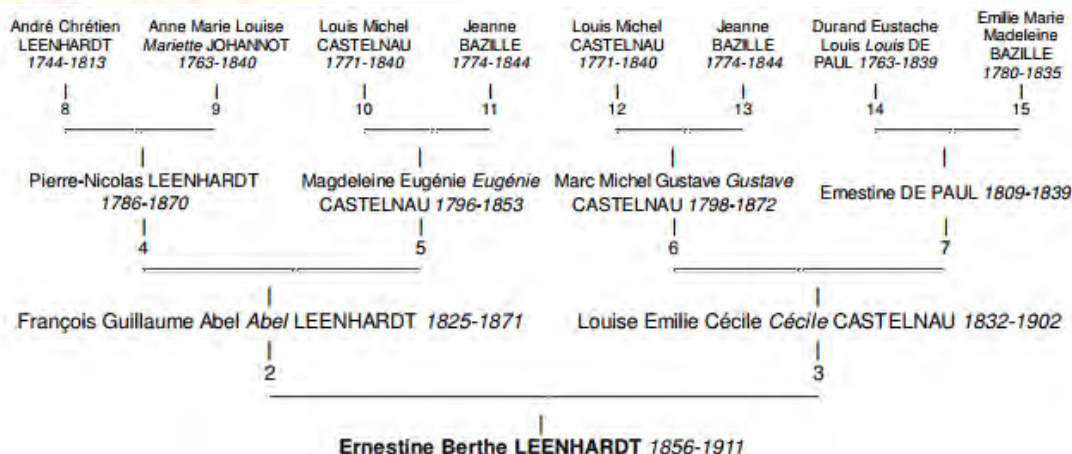 André Chrétien
LEENHARDT
1744-1813
Anne Marie Louise
Mariette JOHANNOT
1763-1840
Louis Michel
CASTELNAU
1771-1840
Jeanne
BAZILLE
1774-1844
Louis Michel
CASTELNAU
1771-1840
Jeanne
BAZILLE
1774-1844
Durand Eustache
Louis Louis DE
PAUL 1763-1839
Emilie Marie
Madeleine
BAZILLE
1780-1835
8
9
10
11
12
13
14
15
Pierre-Nicolas LEENHARDT
1786-1870
Magdeleine Eugénie Eugénie
CASTELNAU 1796-1853
Marc Michel Gustave Gustave
CASTELNAU 1798-1872
Ernestine DE PAUL 1809-1839
4
5
6
7
François Guillaume Abel Abel LEENHARDT 1825-1871
Louise Emilie Cécile Cécile CASTELNAU 1832-1902
2
3
Ernestine Berthe LEENHARDT 1856-1911